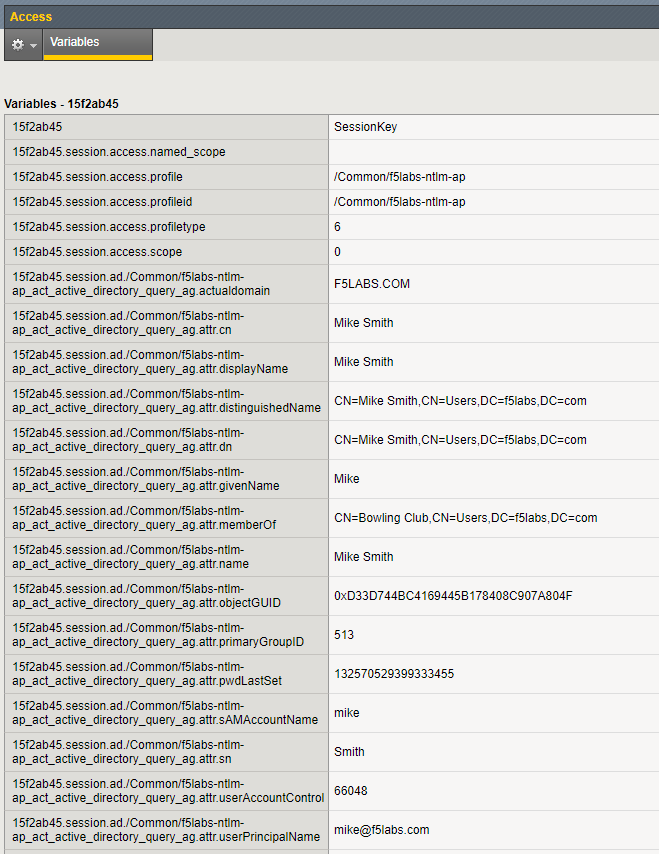 Access
Variables
Variables - 15f2ab45
15f2ab45 SessionKey
15f2ab45.session.access.named_scope
15f2ab45.session.access.profile /Common/f5labs-ntlm-ap
15f2ab45.session.access.profileid /Common/f5labs-ntlm-ap
15f2ab45.session.access.profiletype 6
15f2ab45.session.access.scope 0
15f2ab45.session.ad./Common/f5labs-ntlm-
ap_act_active_directory_query_ag.actualdomain F5LABS.COM
15f2ab45.session.ad./Common/f5labs-ntlm-
ap_act_active_directory_query_ag.attr.cn Mike Smith
15f2ab45.session.ad./Common/f5labs-ntlm-
ap_act_active_directory_query_ag.attr.displayName Mike Smith
15f2ab45.session.ad./Common/f5labs-ntlm-
ap_act_active_directory_query_ag.attr.distinguishedName CN=Mike Smith,CN=Users,DC=f5labs,DC=com
15f2ab45.session.ad./Common/f5labs-ntlm-
ap_act_active_directory_query_ag.attr.dn CN=Mike Smith,CN=Users,DC=f5labs,DC=com
15f2ab45.session.ad./Common/f5labs-ntlm-
ap_act_active_directory_query_ag.attr.givenName Mike
15f2ab45.session.ad./Common/f5labs-ntlm-
ap_act_active_directory_query_ag.attr.memberOf CN=Bowling Club,CN=Users,DC=f5labs,DC=com
15f2ab45.session.ad./Common/f5labs-ntlm-
ap_act_active_directory_query_ag.attr.name Mike Smith
15f2ab45.session.ad./Common/f5labs-ntlm-
ap_act_active_directory_query_ag.attr.objectGUID 0xD33D744BC4169445B178408C907A804F
15f2ab45.session.ad./Common/f5labs-ntlm-
ap_act_active_directory_query_ag.attr.primaryGroupID 513
15f2ab45.session.ad./Common/f5labs-ntlm-
ap_act_active_directory_query_ag.attr.pwdLastSet 132570529399333455
15f2ab45.session.ad./Common/f5labs-ntlm-
ap_act_active_directory_query_ag.attr.sAMAccountName mike
15f2ab45.session.ad./Common/f5labs-ntlm-
ap_act_active_directory_query_ag.attr.sn Smith
15f2ab45.session.ad./Common/f5labs-ntlm-
ap_act_active_directory_query_ag.attr.userAccountControl 66048
15f2ab45.session.ad./Common/f5labs-ntlm-
ap_act_active_directory_query_ag.attr.userPrincipalName mike@f5labs.com